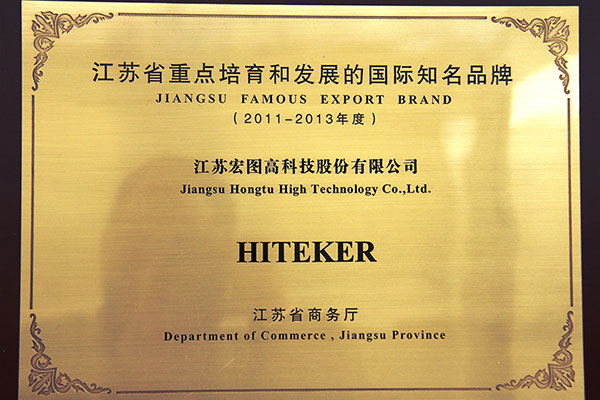 江苏省重点培育和发展的国际知名品牌
JIANGSU FAMOUS EXPORT BRAND
（2011-2013年度）
江苏宏图高科技股份有限公司
Jiangsu Hongtu High Technology Co.,Ltd.
HITEKER
江苏省商务厅
Department of Commerce , Jiangsu Province